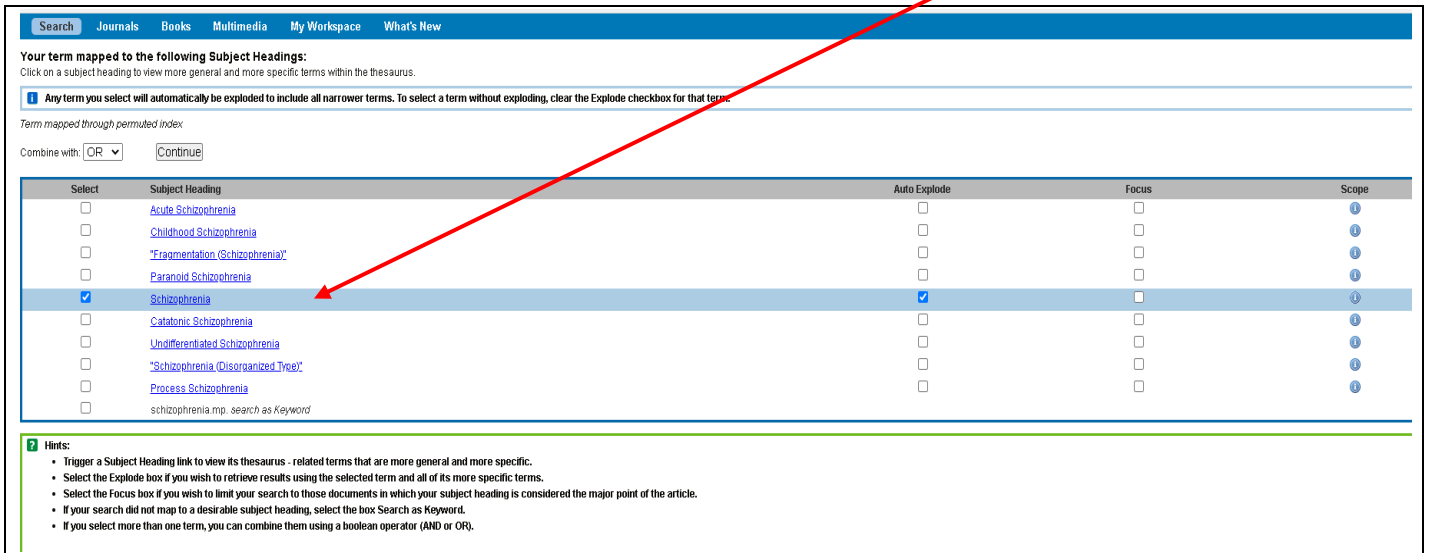 Search Journals Books Multimedia My Workspace What's New
Your term mapped to the following Subject Headings:
Click on a subject heading to view more general and more specific terms within the thesaurus.
i Any term you select will automatically be exploded to include all narrower terms. To select a term without exploding, clear the Explode checkbox for that term.
Term mapped through permuted index
Combine with: OR Continue
Select Subject Heading Auto Explode Focus Scope
Acute Schizophrenia i
Childhood Schizophrenia i
"Fragmentation (Schizophrenia)" i
Paranoid Schizophrenia i
Schizophrenia i
Catatonic Schizophrenia i
Undifferentiated Schizophrenia i
"Schizophrenia (Disorganized Type)" i
Process Schizophrenia i
schizophrenia.mp. search as Keyword
? Hints:
• Trigger a Subject Heading link to view its thesaurus - related terms that are more general and more specific.
• Select the Explode box if you wish to retrieve results using the selected term and all of its more specific terms.
• Select the Focus box if you wish to limit your search to those documents in which your subject heading is considered the major point of the article.
• If your search did not map to a desirable subject heading, select the box Search as Keyword.
• If you select more than one term, you can combine them using a boolean operator (AND or OR).